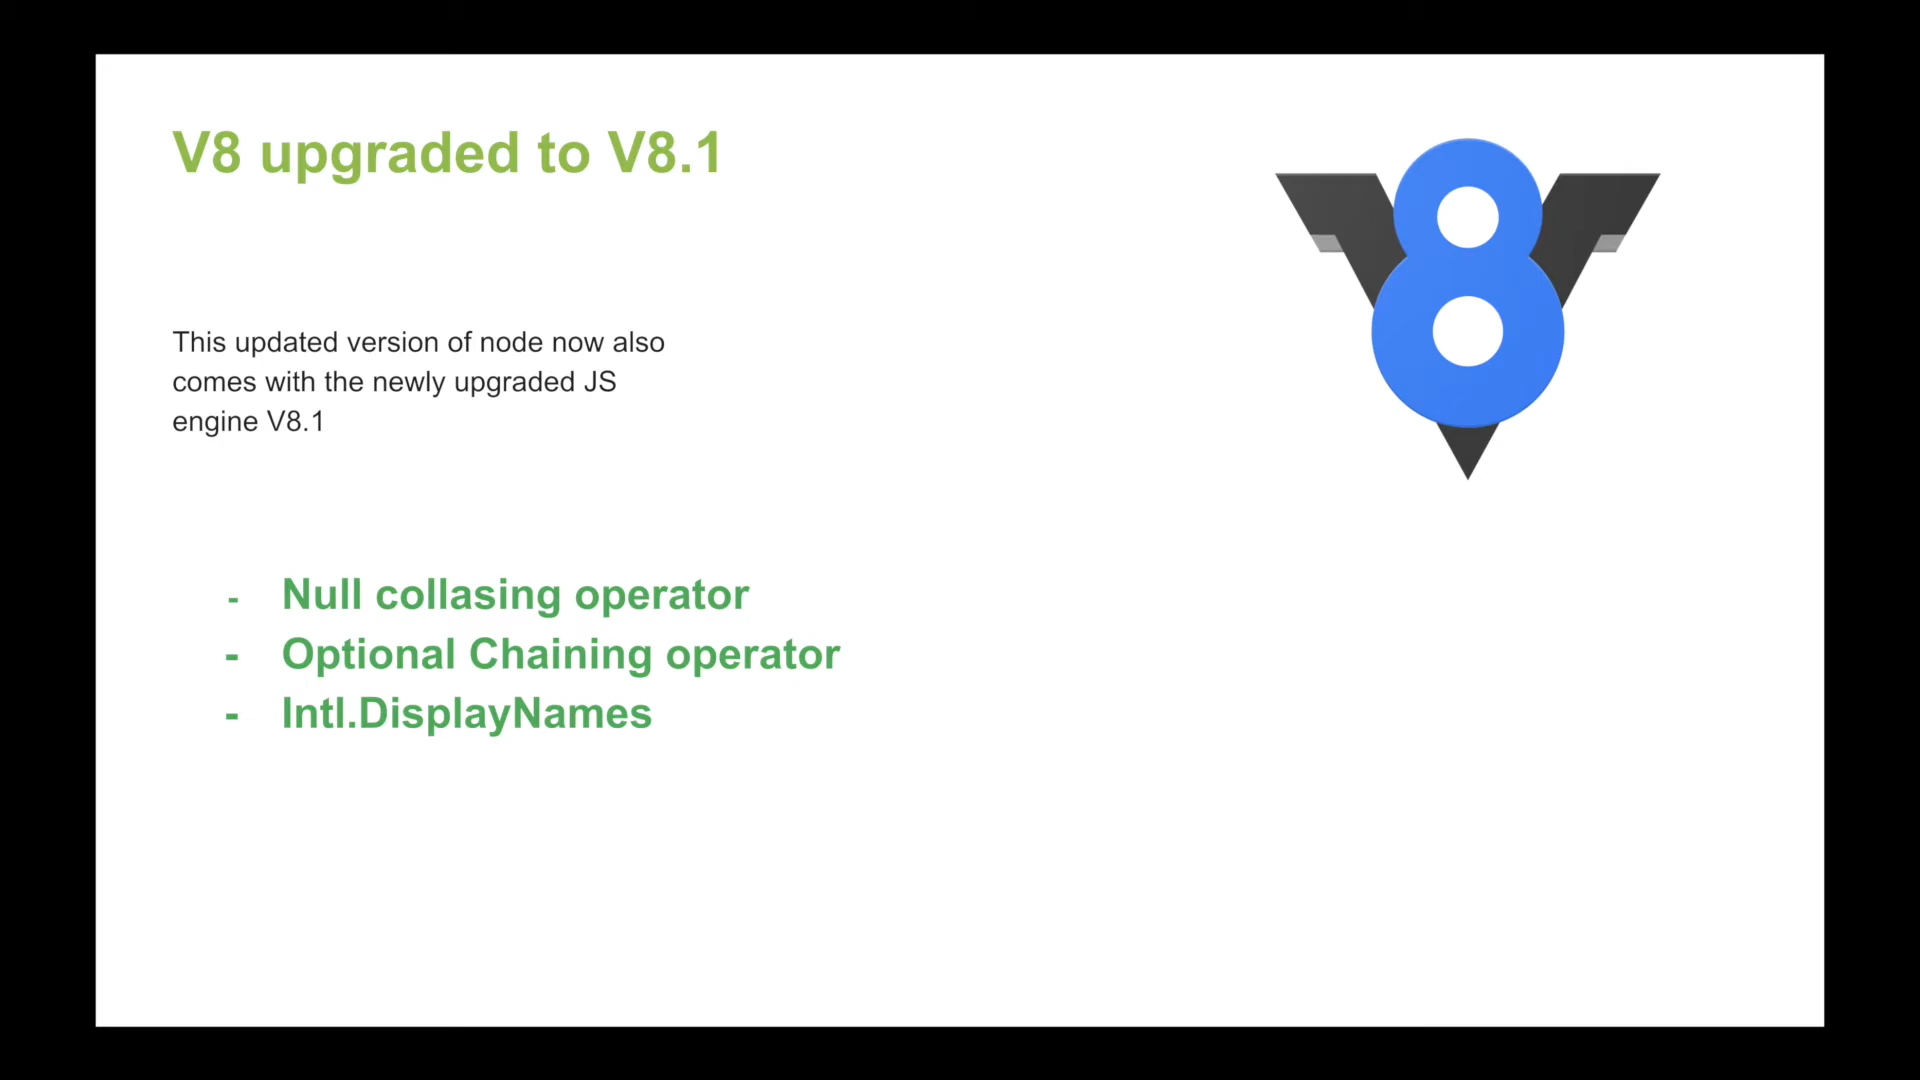 V8 upgraded to V8.1
This updated version of node now also
comes with the newly upgraded JS
engine V8.1
- Null collasing operator
- Optional Chaining operator
- Intl.DisplayNames
V8